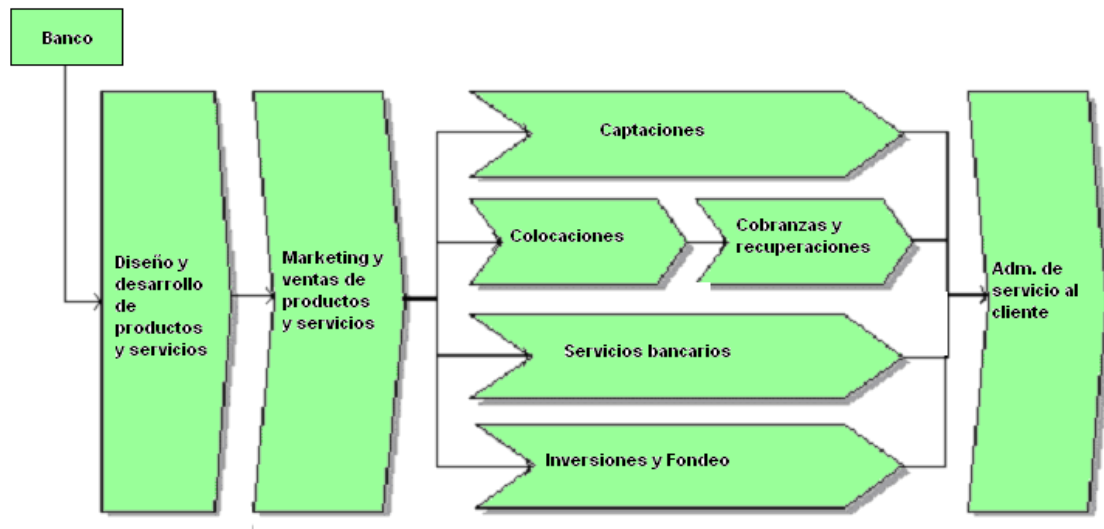 Banco
Diseño y
desarrollo
de
productos
y servicios
Marketing y
ventas de
productos
y servicios
Captaciones
Colocaciones
Cobranzas y
recuperaciones
Servicios bancarios
Inversiones y Fondeo
Adm. de
servicio al
cliente